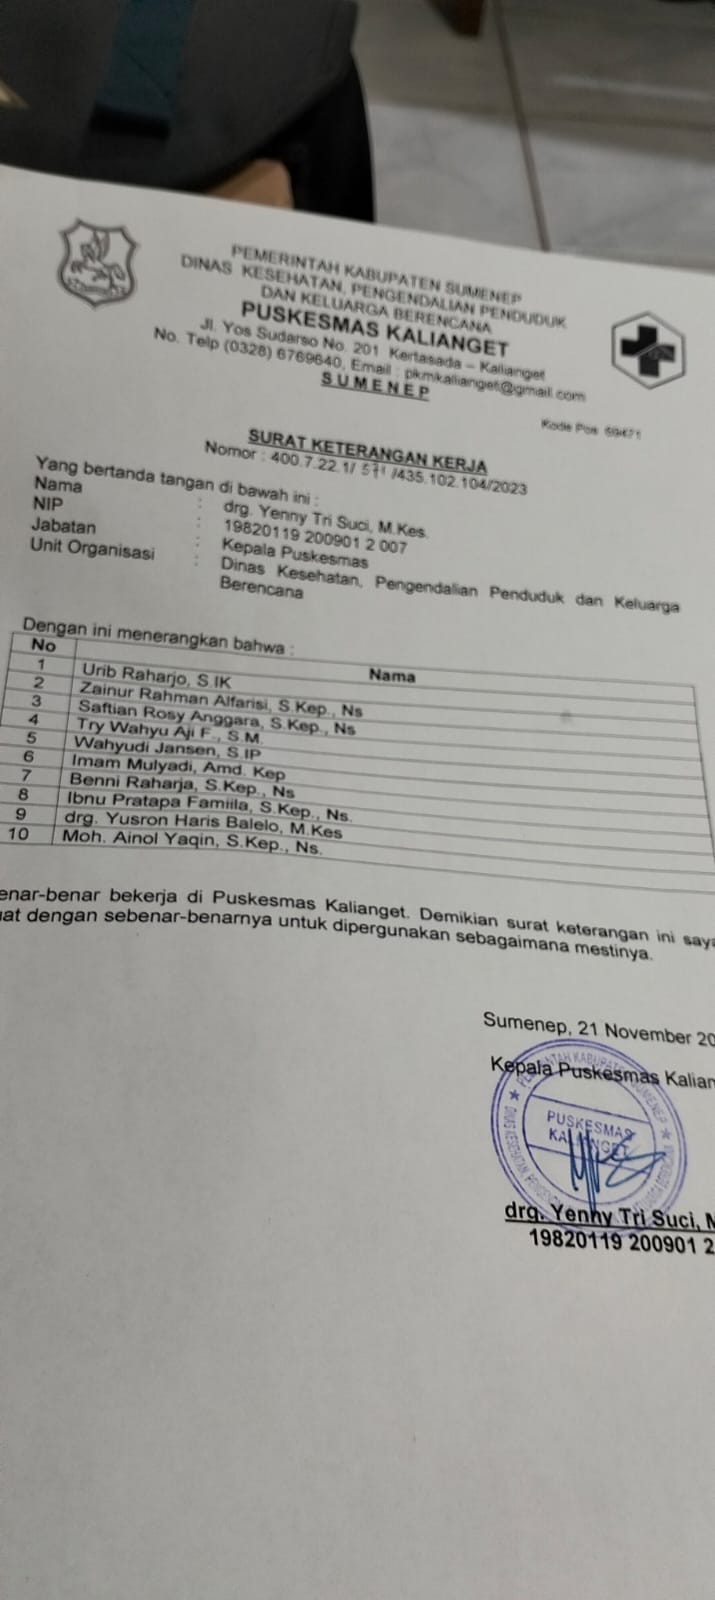 PEMERINTAH KABUPATEN SUMENEP
DINAS KESEHATAN, PENGENDALIAN PENDUDUK
DAN KELUARGA BERENCANA
PUSKESMAS KALIANGET
Jl. Yos Sudarso No. 201 Kertasada – Kalianget
No. Telp (0328) 6769640, Email : pkmkalianget@gmail.com
SUMENEP
Kode Pos 69471
SURAT KETERANGAN KERJA
Nomor : 400.7.22.1/ 571 /435.102.104/2023
Yang bertanda tangan di bawah ini :
Nama : drg. Yenny Tri Suci, M.Kes.
NIP : 19820119 200901 2 007
Jabatan : Kepala Puskesmas
Unit Organisasi : Dinas Kesehatan, Pengendalian Penduduk dan Keluarga
Berencana
Dengan ini menerangkan bahwa :
No Nama
1 Urib Raharjo, S.IK
2 Zainur Rahman Alfarisi, S.Kep., Ns
3 Saftian Rosy Anggara, S.Kep., Ns
4 Try Wahyu Aji F., S.M.
5 Wahyudi Jansen, S.IP
6 Imam Mulyadi, Amd. Kep
7 Benni Raharja, S.Kep., Ns
8 Ibnu Pratapa Famiila, S.Kep., Ns.
9 drg. Yusron Haris Balelo, M.Kes
10 Moh. Ainol Yaqin, S.Kep., Ns.
enar-benar bekerja di Puskesmas Kalianget. Demikian surat keterangan ini saya
uat dengan sebenar-benarnya untuk dipergunakan sebagaimana mestinya.
Sumenep, 21 November 20
Kepala Puskesmas Kalian
PUSKESMAS
KALIANGET
drg. Yenny Tri Suci, M
19820119 200901 2